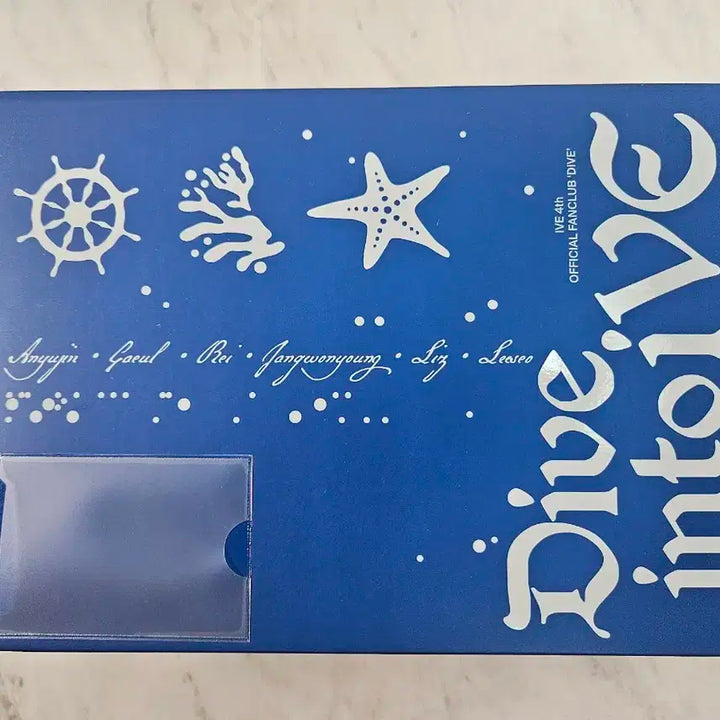 IVE 4th
OFFICIAL FANCLUB 'DIVE'
Dive
into IVE
Anyujin · Gaeul · Rei · Jangwonyoung · Liz · Leeseo